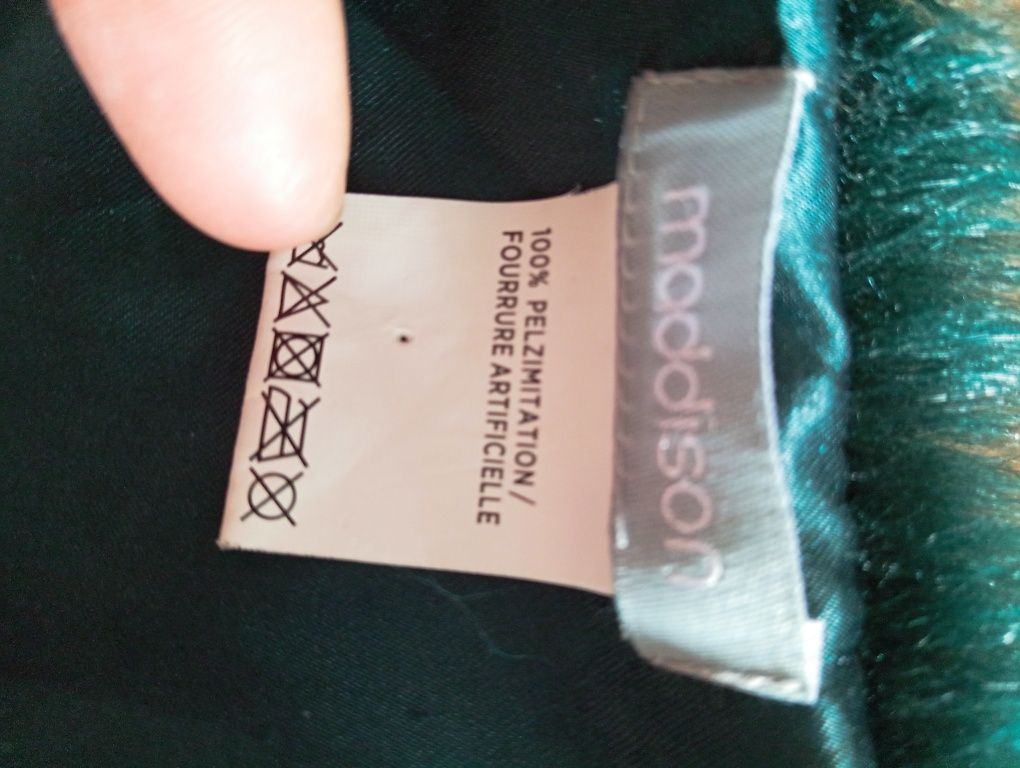 maddison
100% PELZIMITATION/
FOURRURE ARTIFICIELLE